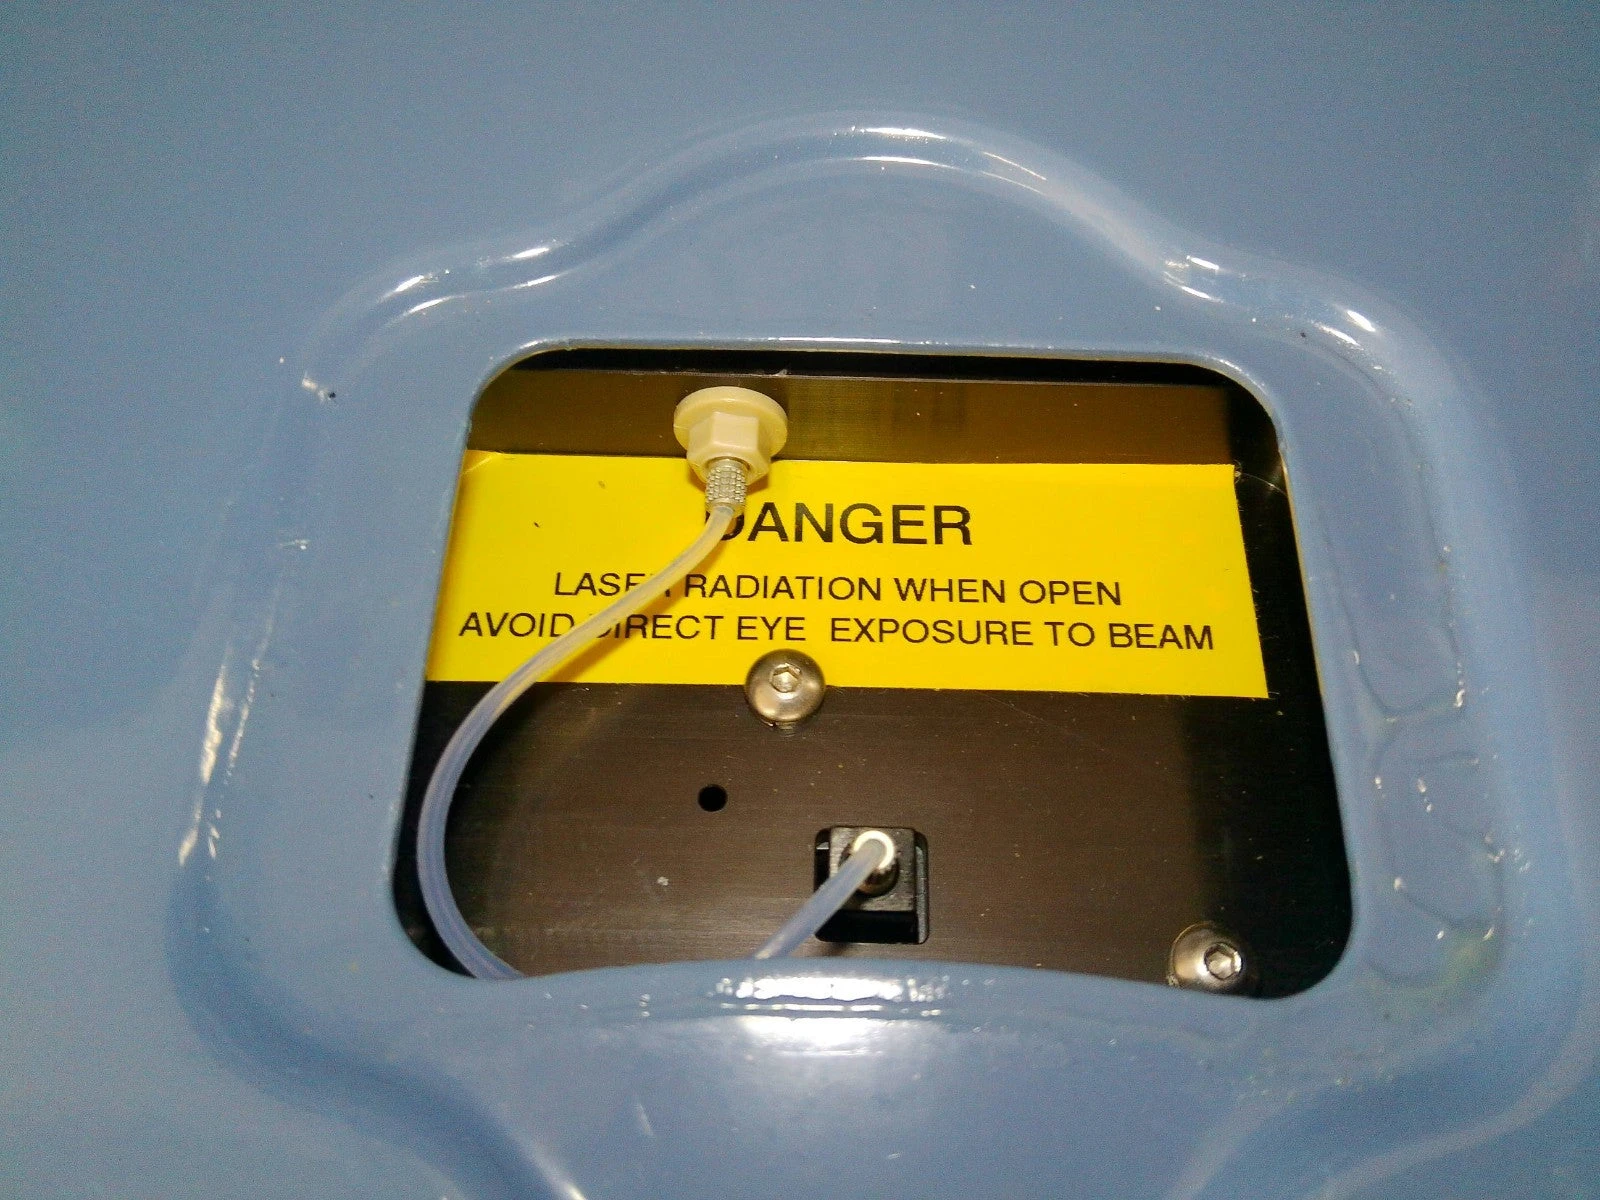 DANGER
LASER RADIATION WHEN OPEN
AVOID DIRECT EYE EXPOSURE TO BEAM